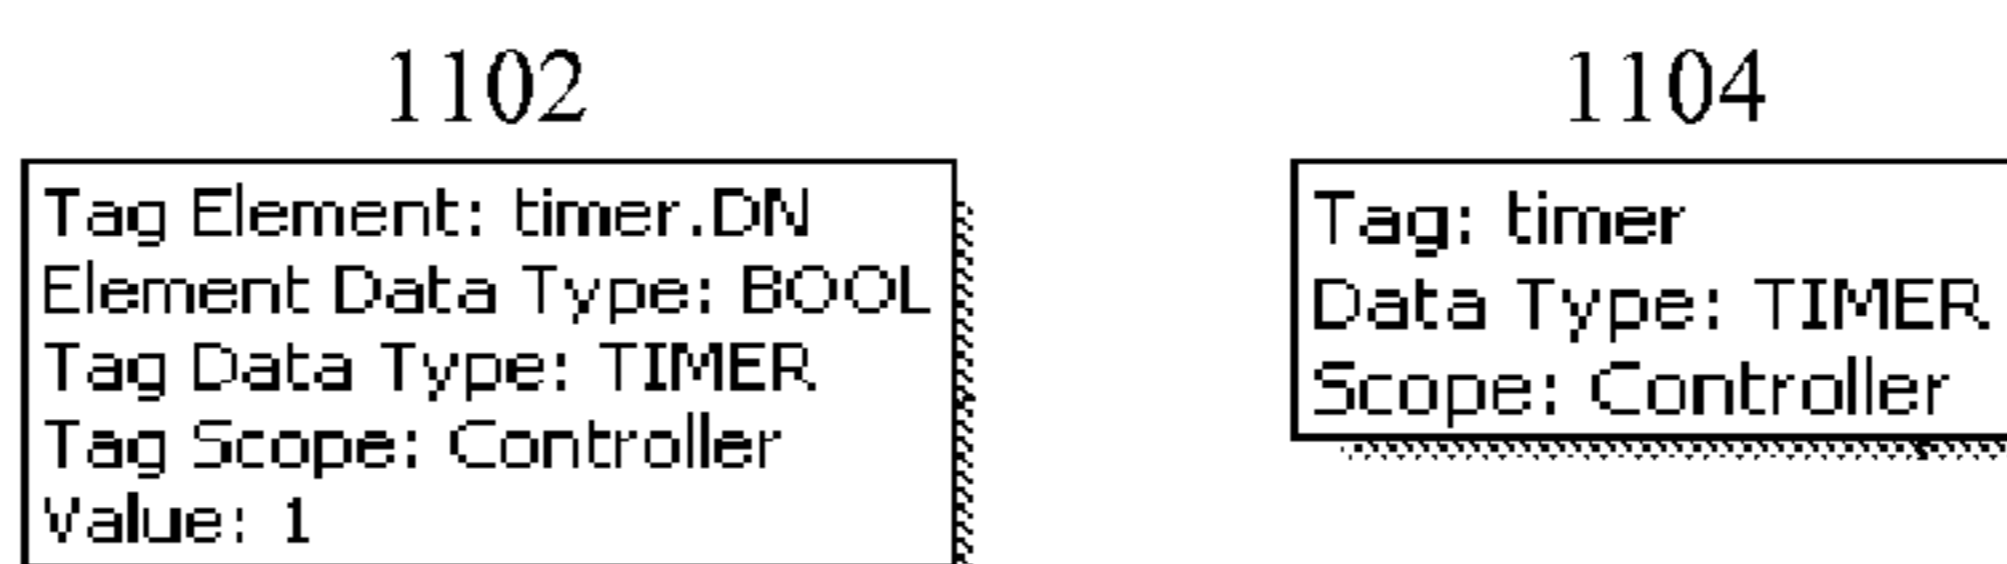 1102
Tag Element: timer.DN
Element Data Type: BOOL
Tag Data Type: TIMER
Tag Scope: Controller
Value: 1
1104
Tag: timer
Data Type: TIMER
Scope: Controller